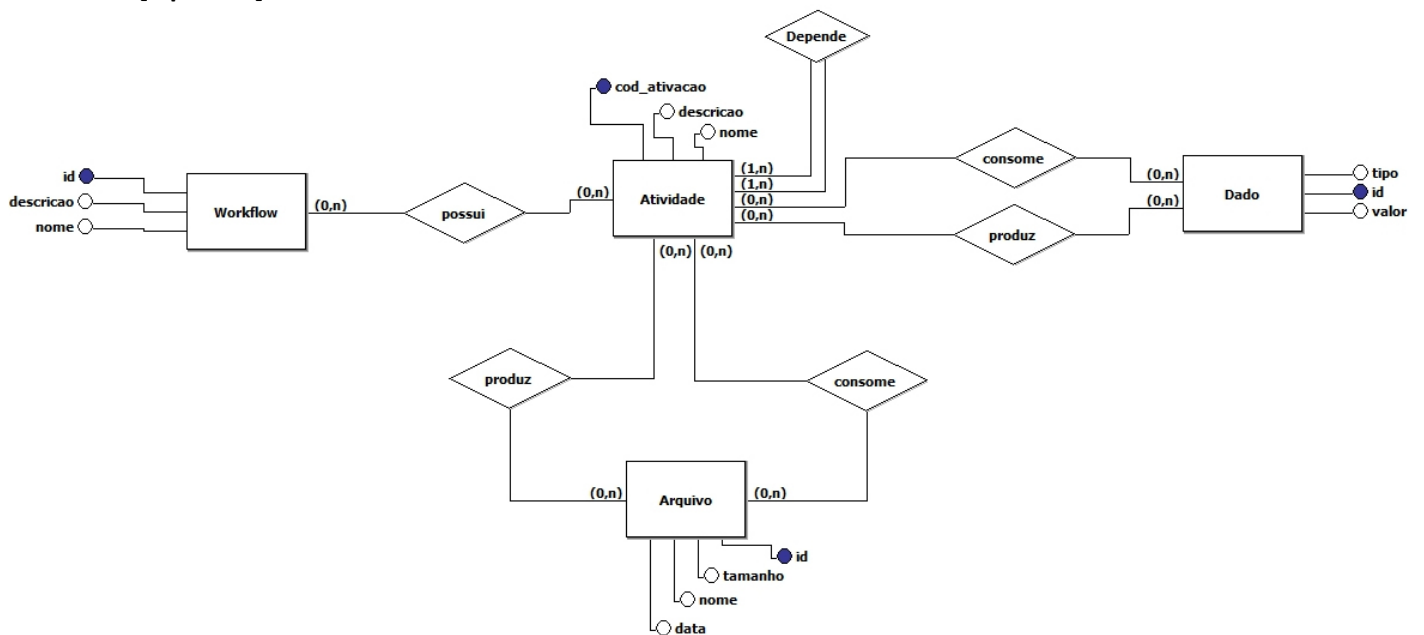 Depende
cod_ativacao
descricao
nome
id
descricao
nome
Workflow
(0,n)
possui
(0,n)
Atividade
(1,n)
(1,n)
(0,n)
(0,n)
consome
(0,n)
produz
(0,n)
Dado
tipo
id
valor
(0,n)
(0,n)
produz
consome
(0,n)
Arquivo
(0,n)
id
tamanho
nome
data